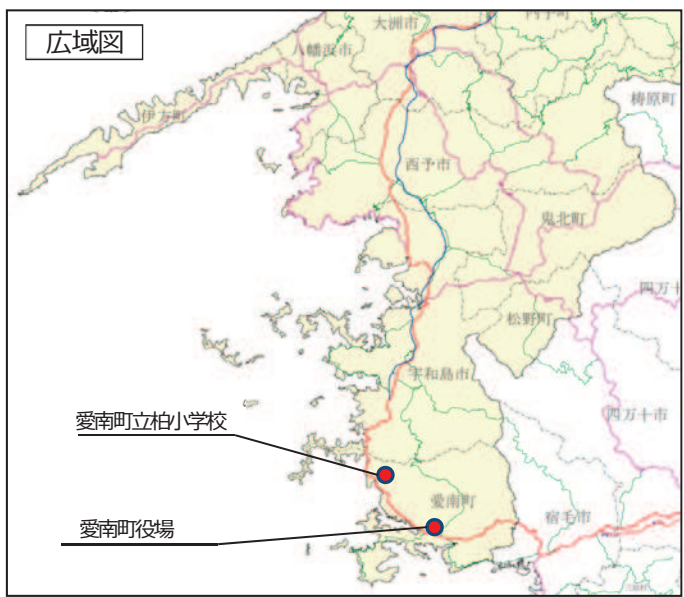 広域図
大洲市
内子町
八幡浜市
伊方町
梼原町
西予市
鬼北町
四万十
松野町
宇和島市
愛南町立柏小学校
四万十市
愛南町
宿毛市
愛南町役場